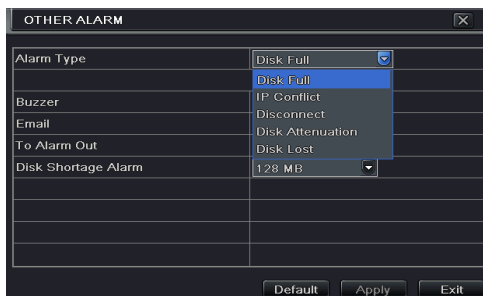 OTHER ALARM
Alarm Type
Disk Full
Disk Full
IP Conflict
Disconnect
Disk Attenuation
Disk Lost
Buzzer
Email
To Alarm Out
Disk Shortage Alarm
128 MB
Default
Apply
Exit